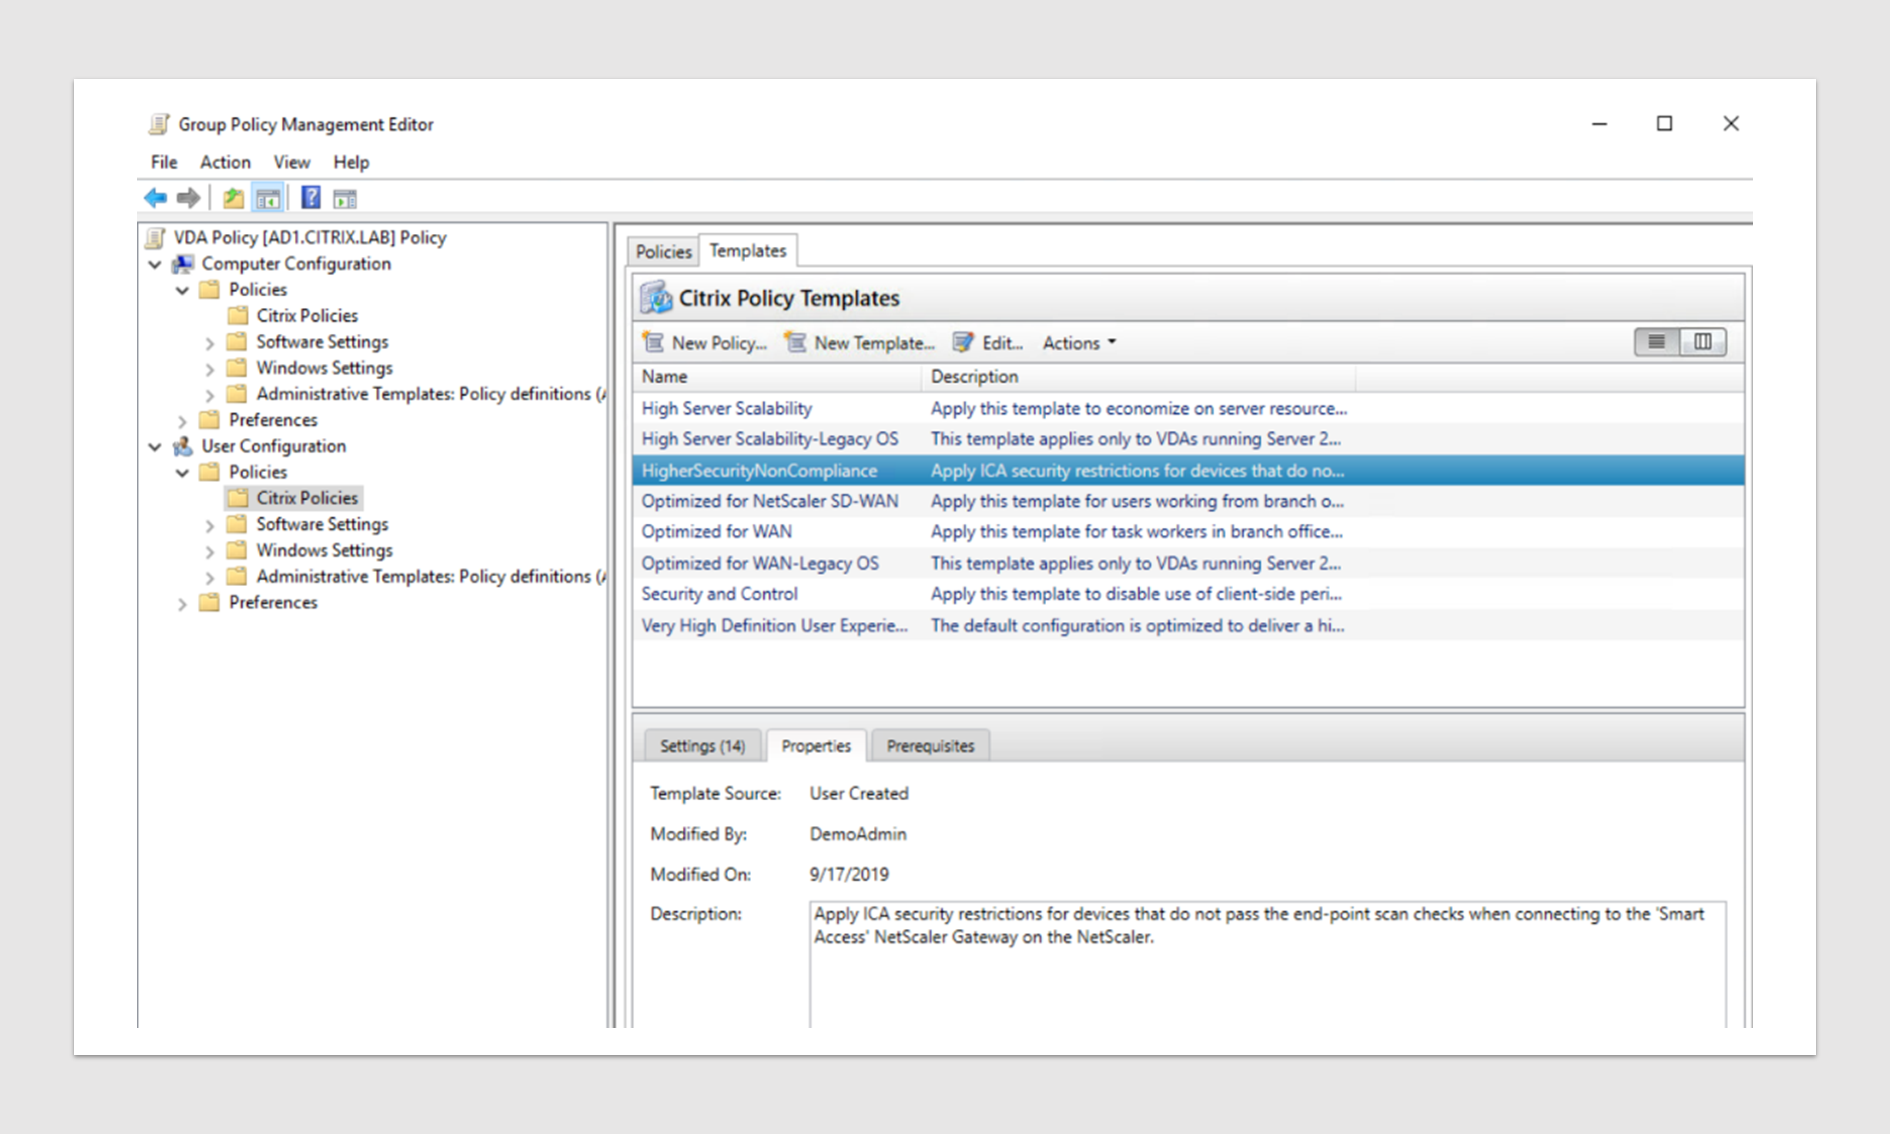 Group Policy Management Editor
File Action View Help
VDA Policy [AD1.CITRIX.LAB] Policy
Computer Configuration
Policies
Citrix Policies
Software Settings
Windows Settings
Administrative Templates: Policy definitions (
Preferences
User Configuration
Policies
Citrix Policies
Software Settings
Windows Settings
Administrative Templates: Policy definitions (
Preferences
Policies Templates
Citrix Policy Templates
New Policy... New Template... Edit... Actions
Name Description
High Server Scalability Apply this template to economize on server resource...
High Server Scalability-Legacy OS This template applies only to VDAs running Server 2...
HigherSecurityNonCompliance Apply ICA security restrictions for devices that do no...
Optimized for NetScaler SD-WAN Apply this template for users working from branch o...
Optimized for WAN Apply this template for task workers in branch office...
Optimized for WAN-Legacy OS This template applies only to VDAs running Server 2...
Security and Control Apply this template to disable use of client-side peri...
Very High Definition User Experie... The default configuration is optimized to deliver a hi...
Settings (14) Properties Prerequisites
Template Source: User Created
Modified By: DemoAdmin
Modified On: 9/17/2019
Description: Apply ICA security restrictions for devices that do not pass the end-point scan checks when connecting to the 'Smart
Access' NetScaler Gateway on the NetScaler.